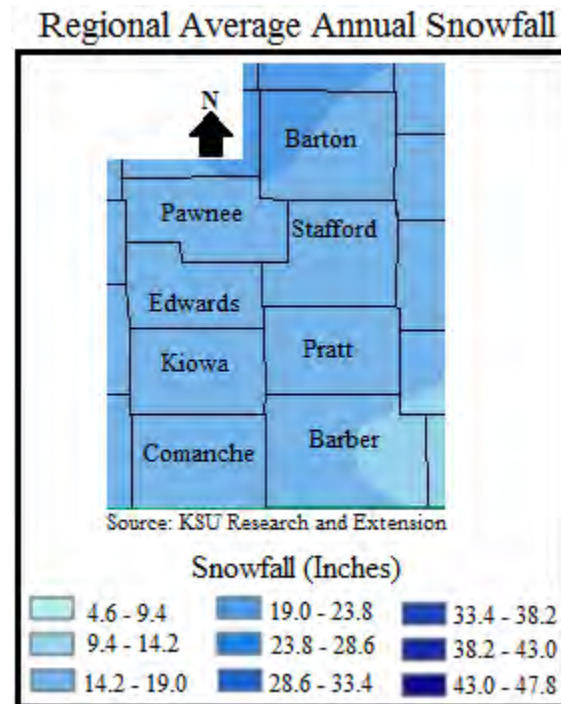 Regional Average Annual Snowfall
N
Barton
Pawnee
Stafford
Edwards
Kiowa
Pratt
Comanche
Barber
Source: KSU Research and Extension
Snowfall (Inches)
4.6 - 9.4
19.0 - 23.8
33.4 - 38.2
9.4 - 14.2
23.8 - 28.6
38.2 - 43.0
14.2 - 19.0
28.6 - 33.4
43.0 - 47.8